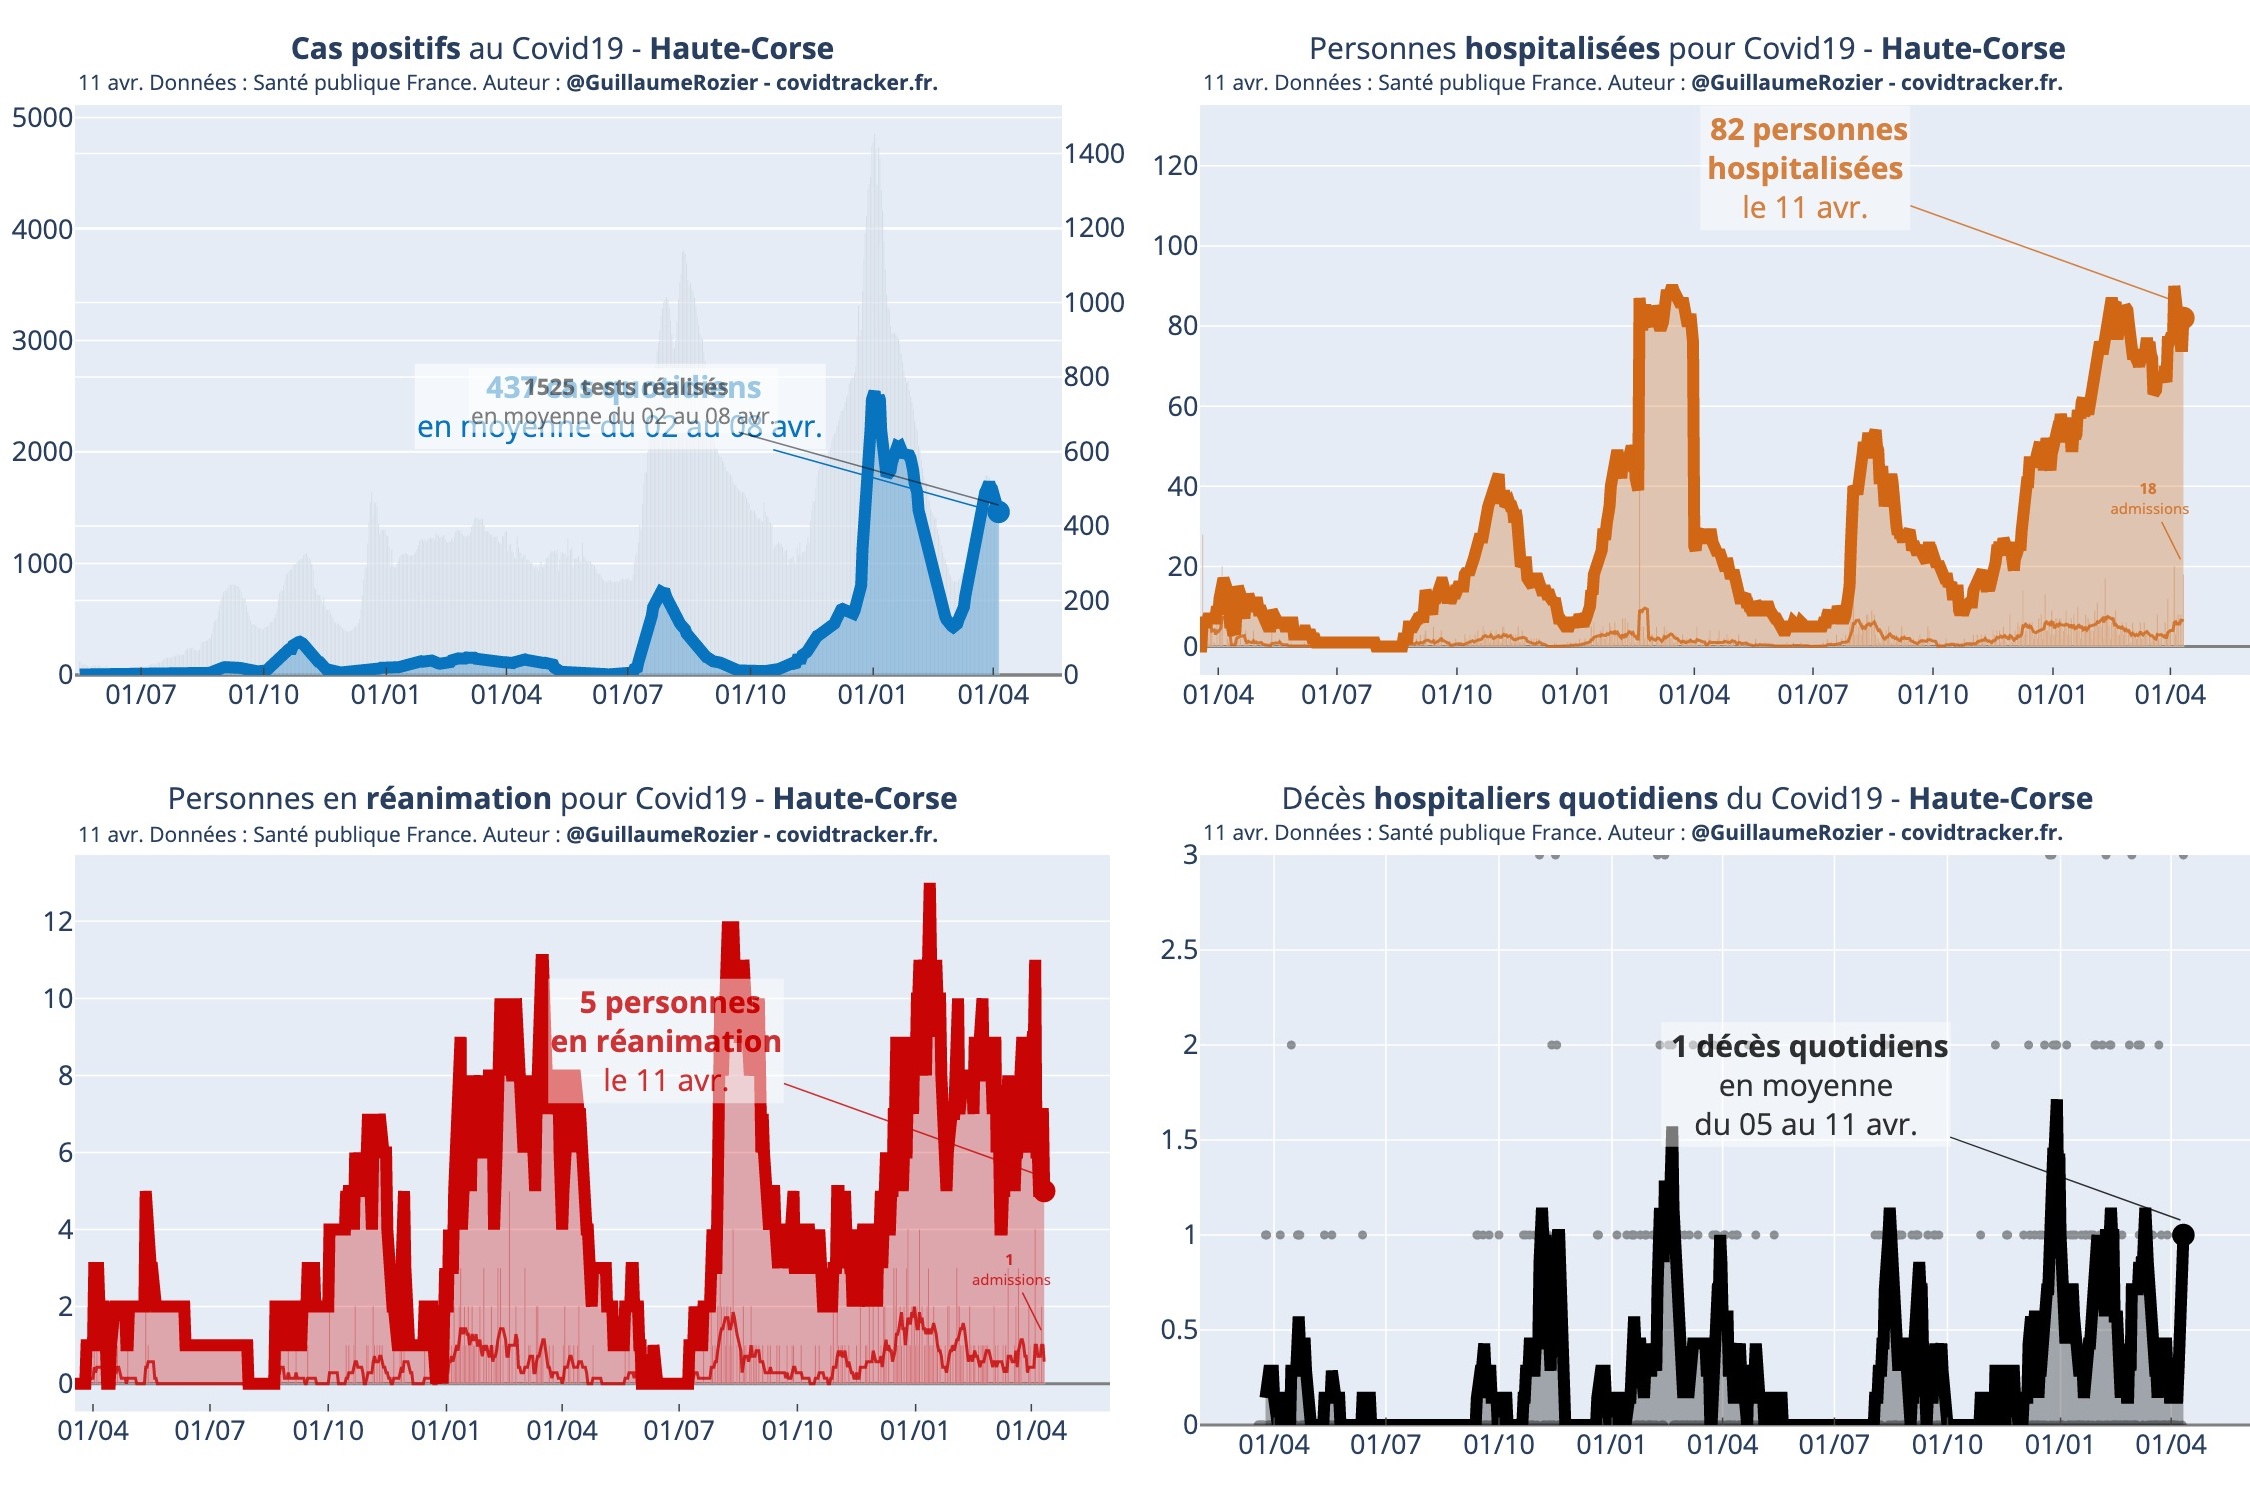 Cas positifs au Covid19 - Haute-Corse
11 avr. Données : Santé publique France. Auteur : @GuillaumeRozier - covidtracker.fr.
5000
4000
3000
2000
1000
0
1400
1200
1000
800
600
400
200
0
437 cas quotidiens
en moyenne du 02 au 08 avr.
1525 tests réalisés
en moyenne du 02 au 08 avr.
01/07 01/10 01/01 01/04 01/07 01/10 01/01 01/04
Personnes hospitalisées pour Covid19 - Haute-Corse
11 avr. Données : Santé publique France. Auteur : @GuillaumeRozier - covidtracker.fr.
120
100
80
60
40
20
0
82 personnes
hospitalisées
le 11 avr.
18
admissions
01/04 01/07 01/10 01/01 01/04 01/07 01/10 01/01 01/04
Personnes en réanimation pour Covid19 - Haute-Corse
11 avr. Données : Santé publique France. Auteur : @GuillaumeRozier - covidtracker.fr.
12
10
8
6
4
2
0
5 personnes
en réanimation
le 11 avr.
1
admissions
01/04 01/07 01/10 01/01 01/04 01/07 01/10 01/01 01/04
Décès hospitaliers quotidiens du Covid19 - Haute-Corse
11 avr. Données : Santé publique France. Auteur : @GuillaumeRozier - covidtracker.fr.
3
2.5
2
1.5
1
0.5
0
1 décès quotidiens
en moyenne
du 05 au 11 avr.
01/04 01/07 01/10 01/01 01/04 01/07 01/10 01/01 01/04